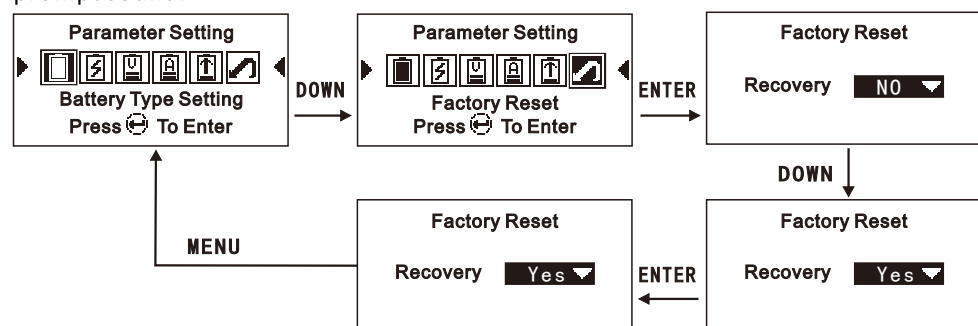 Parameter Setting
Battery Type Setting
Press To Enter
DOWN
Parameter Setting
Factory Reset
Press To Enter
ENTER
Factory Reset
Recovery NO
DOWN
Factory Reset
Recovery Yes
ENTER
Factory Reset
Recovery Yes
MENU